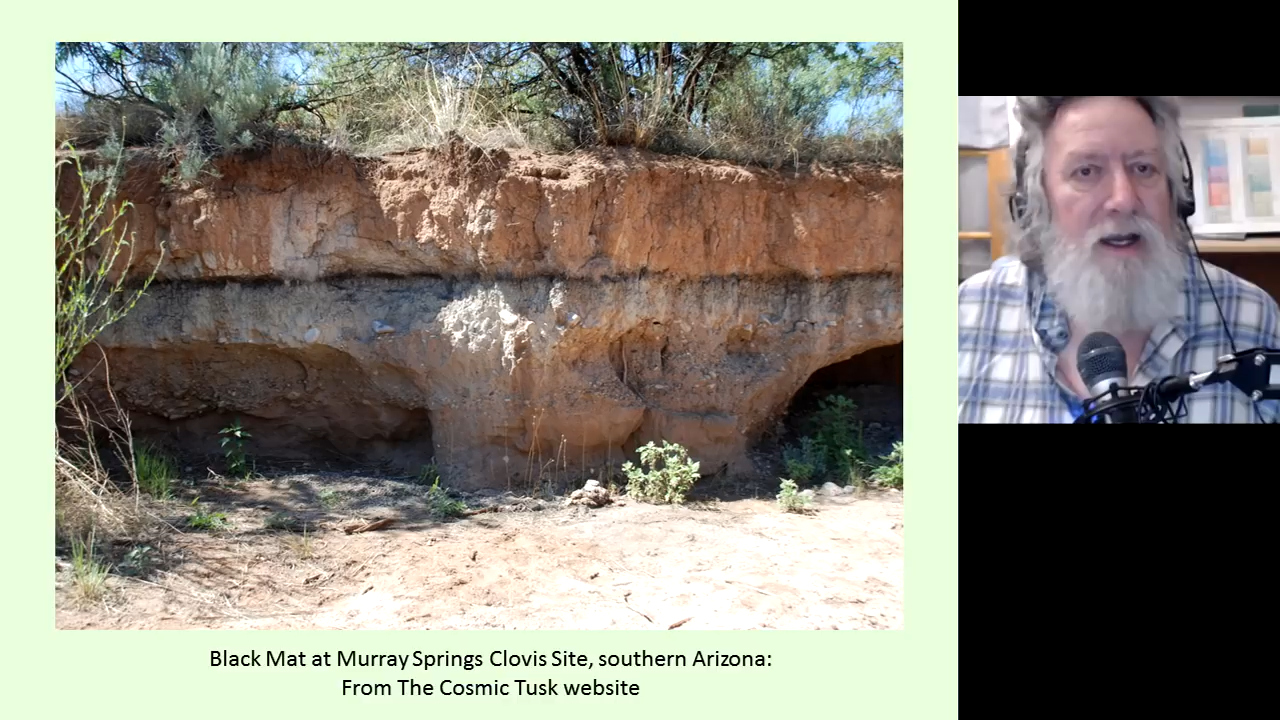 Black Mat at Murray Springs Clovis Site, southern Arizona:
From The Cosmic Tusk website